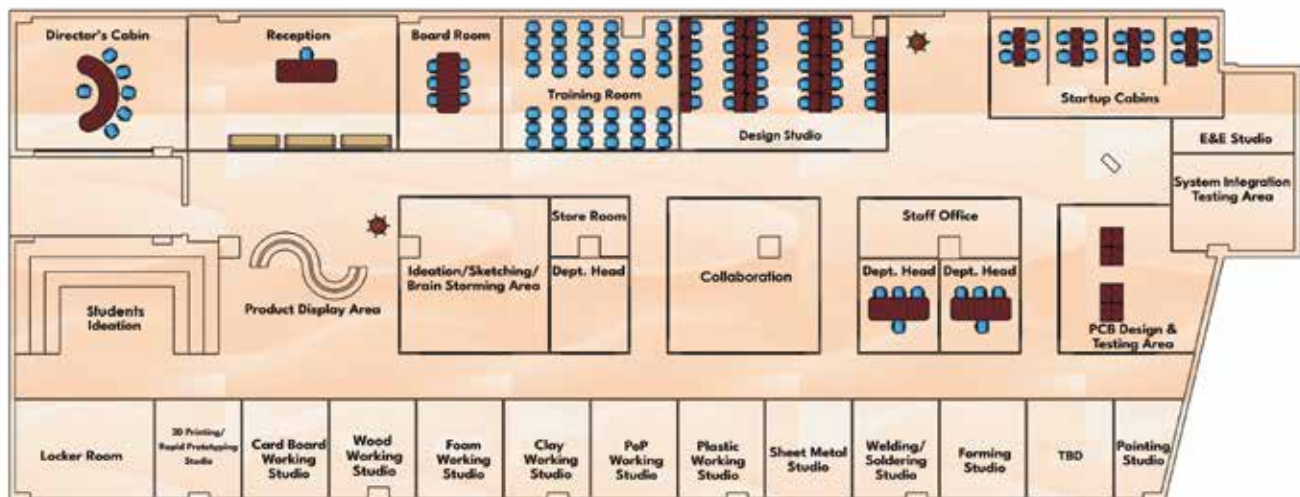 Director's Cabin
Reception
Board Room
Training Room
Design Studio
Startup Cabins
E&E Studio
System Integration
Testing Area
Store Room
Staff Office
Ideation/Sketching/
Brain Storming Area
Dept. Head
Collaboration
Dept. Head
Dept. Head
Students
Ideation
Product Display Area
PCB Design &
Testing Area
Locker Room
3D Printing/
Rapid Prototyping
Studio
Card Board
Working
Studio
Wood
Working
Studio
Foam
Working
Studio
Clay
Working
Studio
PoP
Working
Studio
Plastic
Working
Studio
Sheet Metal
Studio
Welding/
Soldering
Studio
Forming
Studio
TBD
Painting
Studio